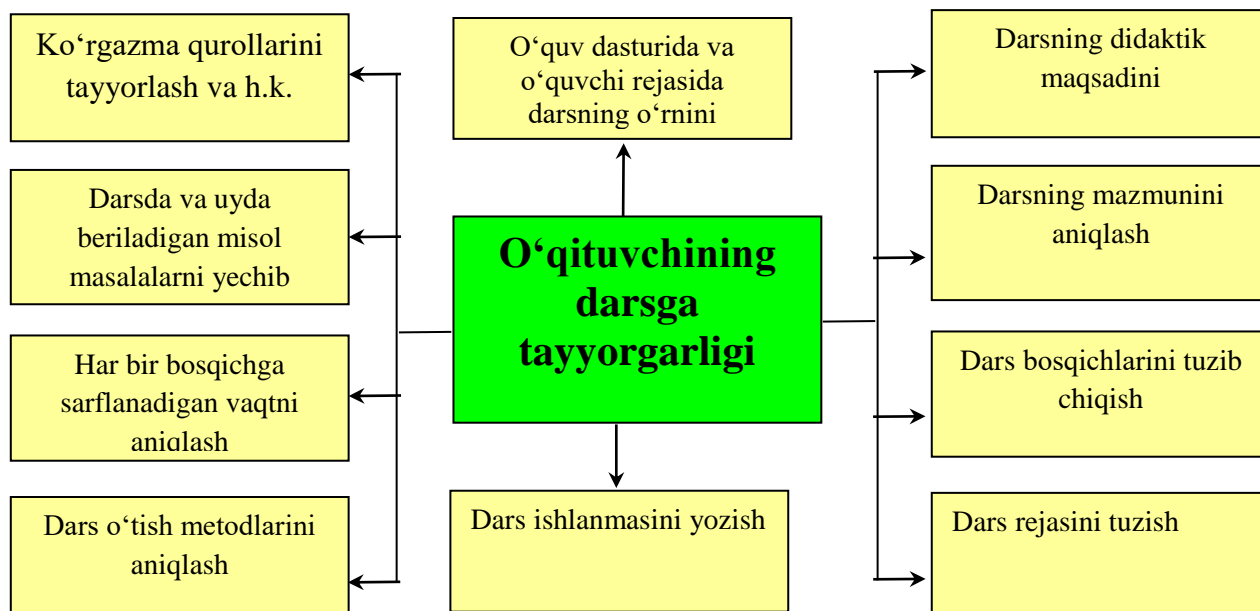 Ko‘rgazma qurollarini
tayyorlash va h.k.
Darsda va uyda
beriladigan misol
masalalarni yechib
Har bir bosqichga
sarflanadigan vaqtni
aniqlash
Dars o‘tish metodlarini
aniqlash
O‘quv dasturida va
o‘quvchi rejasida
darsning o‘rnini
O‘qituvchining
darsga
tayyorgarligi
Dars ishlanmasini yozish
Darsning didaktik
maqsadini
Darsning mazmunini
aniqlash
Dars bosqichlarini tuzib
chiqish
Dars rejasini tuzish